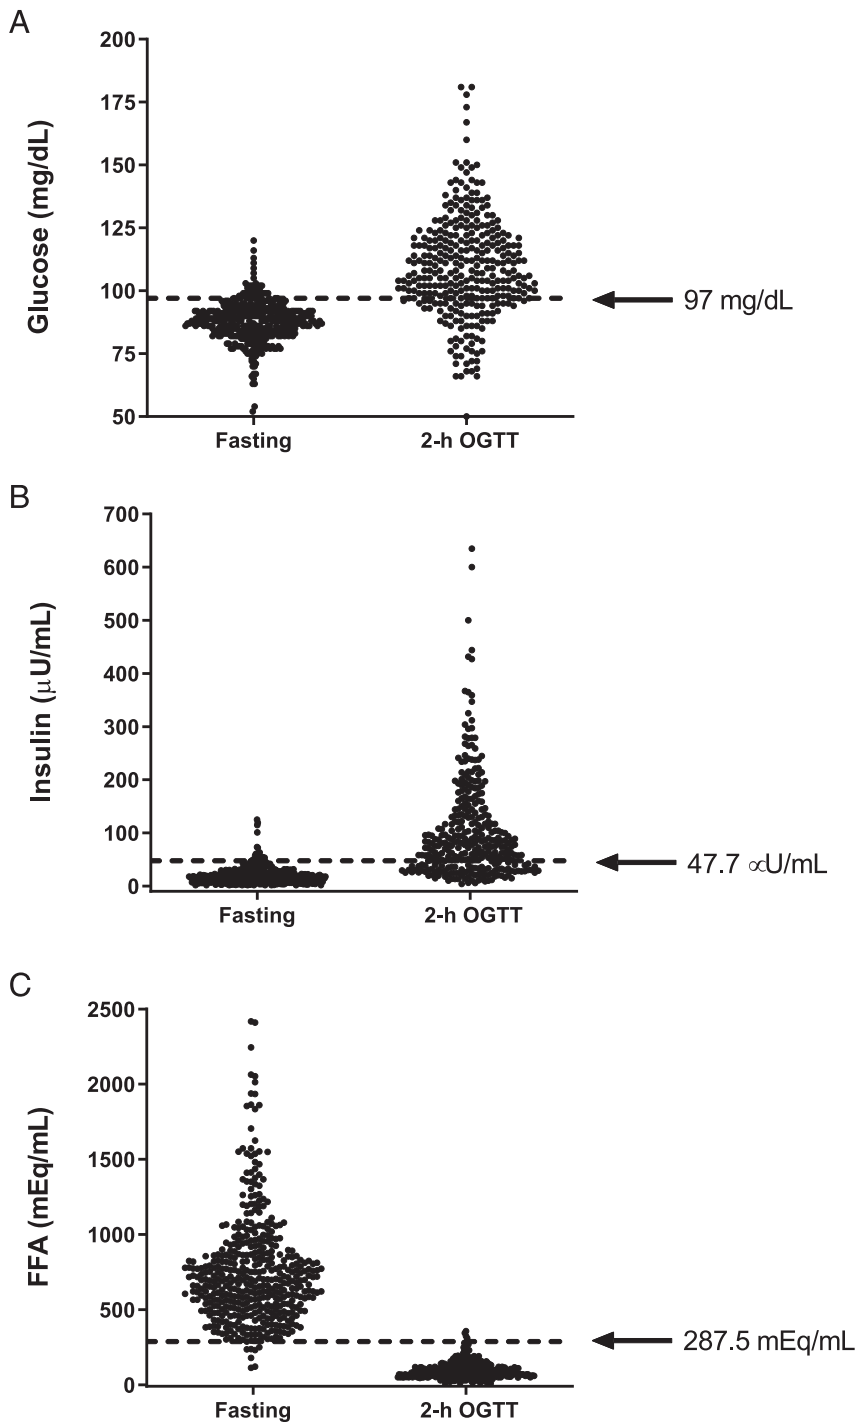 A
200
175
150
125
100
75
50
Glucose (mg/dL)
97 mg/dL
Fasting 2-h OGTT
B
700
600
500
400
300
200
100
0
Insulin (μU/mL)
47.7 ∝U/mL
Fasting 2-h OGTT
C
2500
2000
1500
1000
500
0
FFA (mEq/mL)
287.5 mEq/mL
Fasting 2-h OGTT